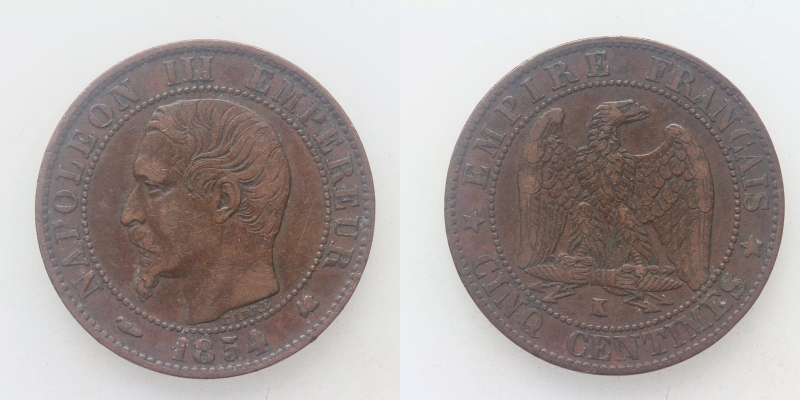 NAPOLEON III EMPEREUR
1854
EMPIRE FRANÇAIS
K
CINQ CENTIMES